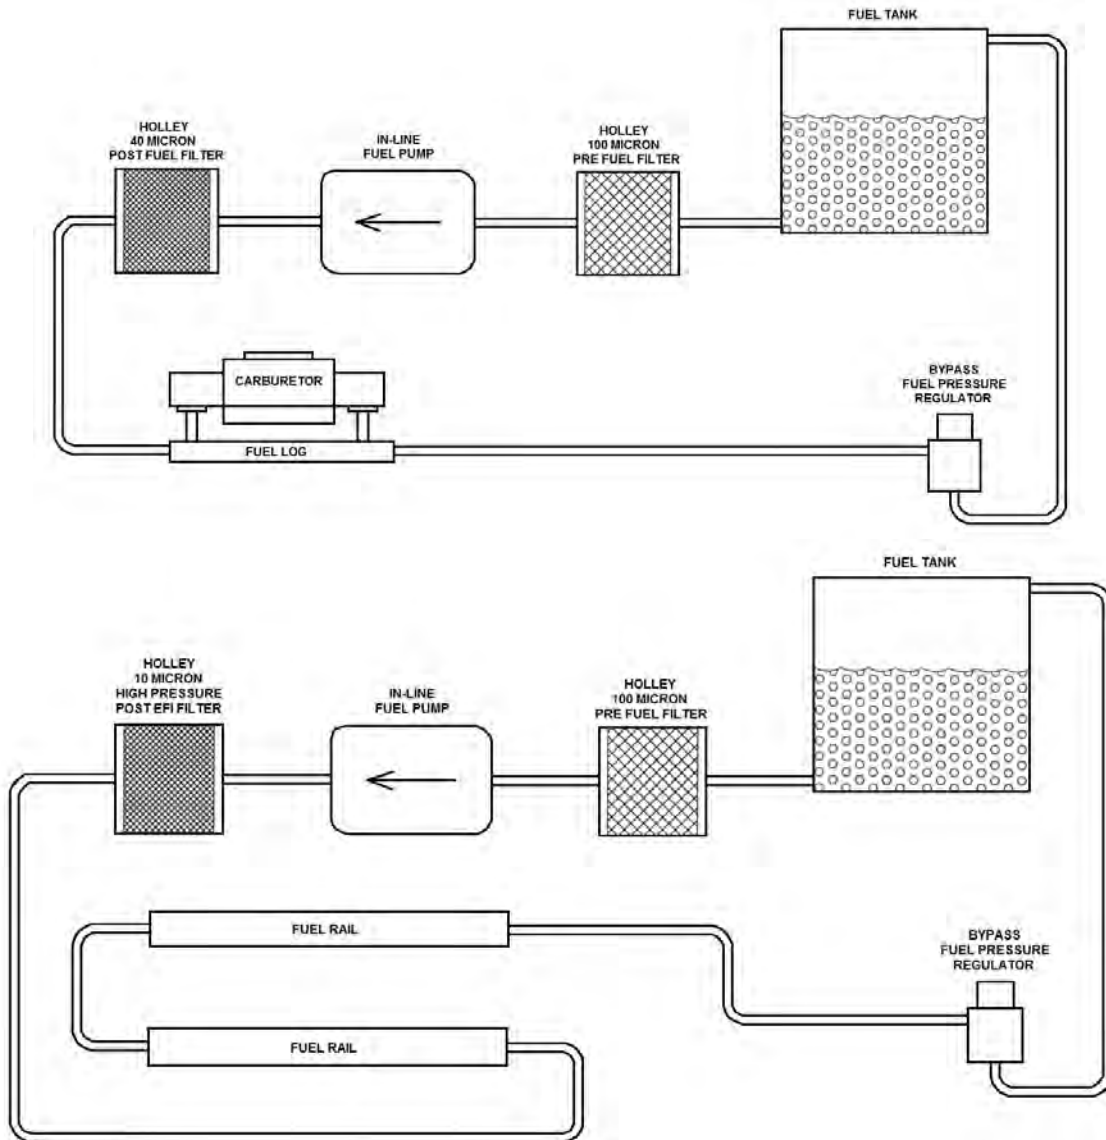 FUEL TANK
HOLLEY
40 MICRON
POST FUEL FILTER
IN-LINE
FUEL PUMP
HOLLEY
100 MICRON
PRE FUEL FILTER
CARBURETOR
FUEL LOG
BYPASS
FUEL PRESSURE
REGULATOR
FUEL TANK
HOLLEY
10 MICRON
HIGH PRESSURE
POST EFI FILTER
IN-LINE
FUEL PUMP
HOLLEY
100 MICRON
PRE FUEL FILTER
FUEL RAIL
BYPASS
FUEL PRESSURE
REGULATOR
FUEL RAIL